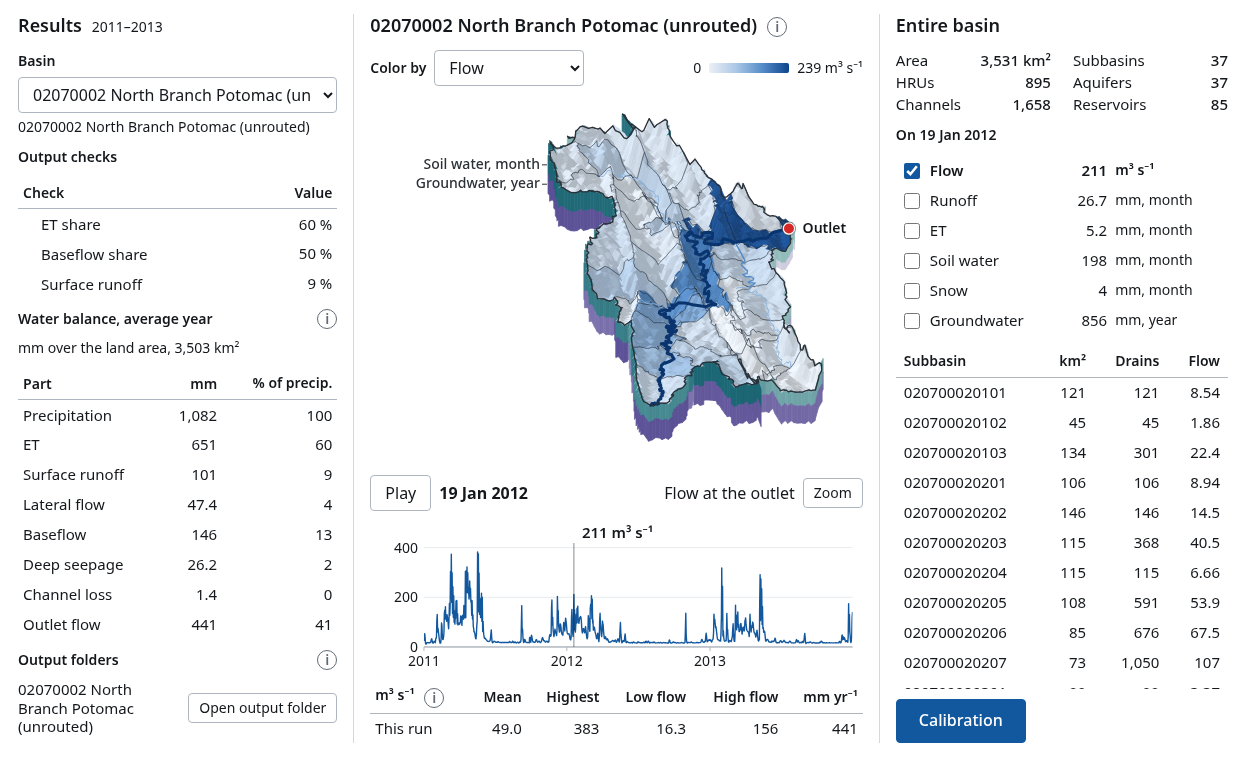 Results 2011–2013
Basin
02070002 North Branch Potomac (un
02070002 North Branch Potomac (unrouted)
Output checks
Check Value
ET share 60 %
Baseflow share 50 %
Surface runoff 9 %
Water balance, average year i
mm over the land area, 3,503 km²
Part mm % of precip.
Precipitation 1,082 100
ET 651 60
Surface runoff 101 9
Lateral flow 47.4 4
Baseflow 146 13
Deep seepage 26.2 2
Channel loss 1.4 0
Outlet flow 441 41
Output folders i
02070002 North
Branch Potomac
(unrouted)
Open output folder
02070002 North Branch Potomac (unrouted) i
Color by Flow 0 239 m³ s⁻¹
Soil water, month
Groundwater, year
Outlet
Play 19 Jan 2012 Flow at the outlet Zoom
211 m³ s⁻¹
400
200
0
2011 2012 2013
m³ s⁻¹ i Mean Highest Low flow High flow mm yr⁻¹
This run 49.0 383 16.3 156 441
Entire basin
Area 3,531 km² Subbasins 37
HRUs 895 Aquifers 37
Channels 1,658 Reservoirs 85
On 19 Jan 2012
Flow 211 m³ s⁻¹
Runoff 26.7 mm, month
ET 5.2 mm, month
Soil water 198 mm, month
Snow 4 mm, month
Groundwater 856 mm, year
Subbasin km² Drains Flow
020700020101 121 121 8.54
020700020102 45 45 1.86
020700020103 134 301 22.4
020700020201 106 106 8.94
020700020202 146 146 14.5
020700020203 115 368 40.5
020700020204 115 115 6.66
020700020205 108 591 53.9
020700020206 85 676 67.5
020700020207 73 1,050 107
Calibration